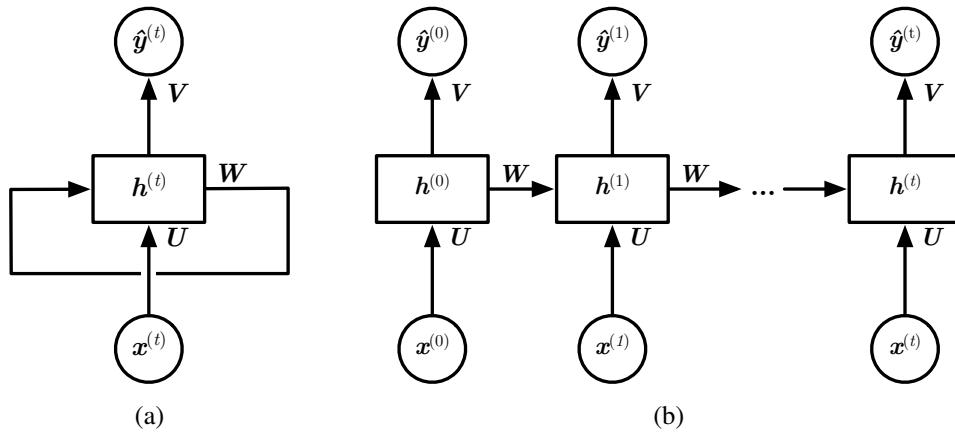 ŷ^(t) ŷ^(0) ŷ^(1) ŷ^(t)
V V V V
h^(t) W h^(0) W h^(1) W ... h^(t)
U U U U
x^(t) x^(0) x^(1) x^(t)
(a) (b)